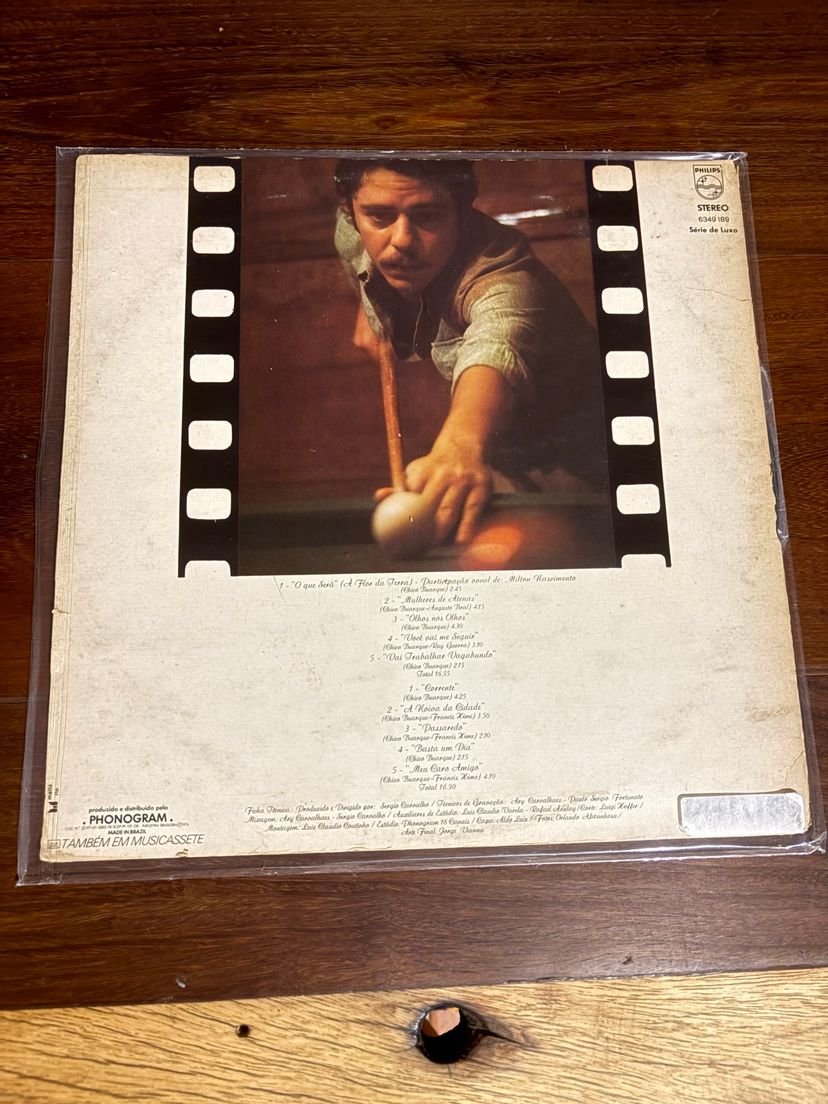 PHILIPS
STEREO
6349 189
Série de Luxo
1 - "O que Será" (À Flor da Terra) - Participação vocal de: Milton Nascimento
(Chico Buarque) 2.45
2 - "Mulheres de Atenas"
(Chico Buarque-Augusto Boal) 4.15
3 - "Olhos nos Olhos"
(Chico Buarque) 4.30
4 - "Você vai me Seguir"
(Chico Buarque-Ruy Guerra) 3.10
5 - "Vai Trabalhar Vagabundo"
(Chico Buarque) 2.15
Total 16.55
1 - "Corrente"
(Chico Buarque) 4.25
2 - "A Noiva da Cidade"
(Chico Buarque-Francis Hime) 3.50
3 - "Passaredo"
(Chico Buarque-Francis Hime) 2.10
4 - "Basta um Dia"
(Chico Buarque) 2.15
5 - "Meu Caro Amigo"
(Chico Buarque-Francis Hime) 4.10
Total 16.50
Ficha Técnica: Produzido e Dirigido por: Sergio Carvalho / Técnicos de Gravação: Ary Carvalhaes - Paulo Sergio Fortunato
Mixagem: Ary Carvalhaes - Sergio Carvalho / Auxiliares de Estúdio: Luiz Claudio Varela - Rafael Azulay / Corte: Luigi Hoffer /
Montagem: Luiz Claudio Coutinho / Estúdio: Phonogram 16 Canais / Capa: Aldo Luiz / Fotos: Orlando Abrunhosa /
Arte Final: Jorge Vianna
produzido e distribuído pela
. PHONOGRAM .
MADE IN BRAZIL
TAMBÉM EM MUSICASSETE